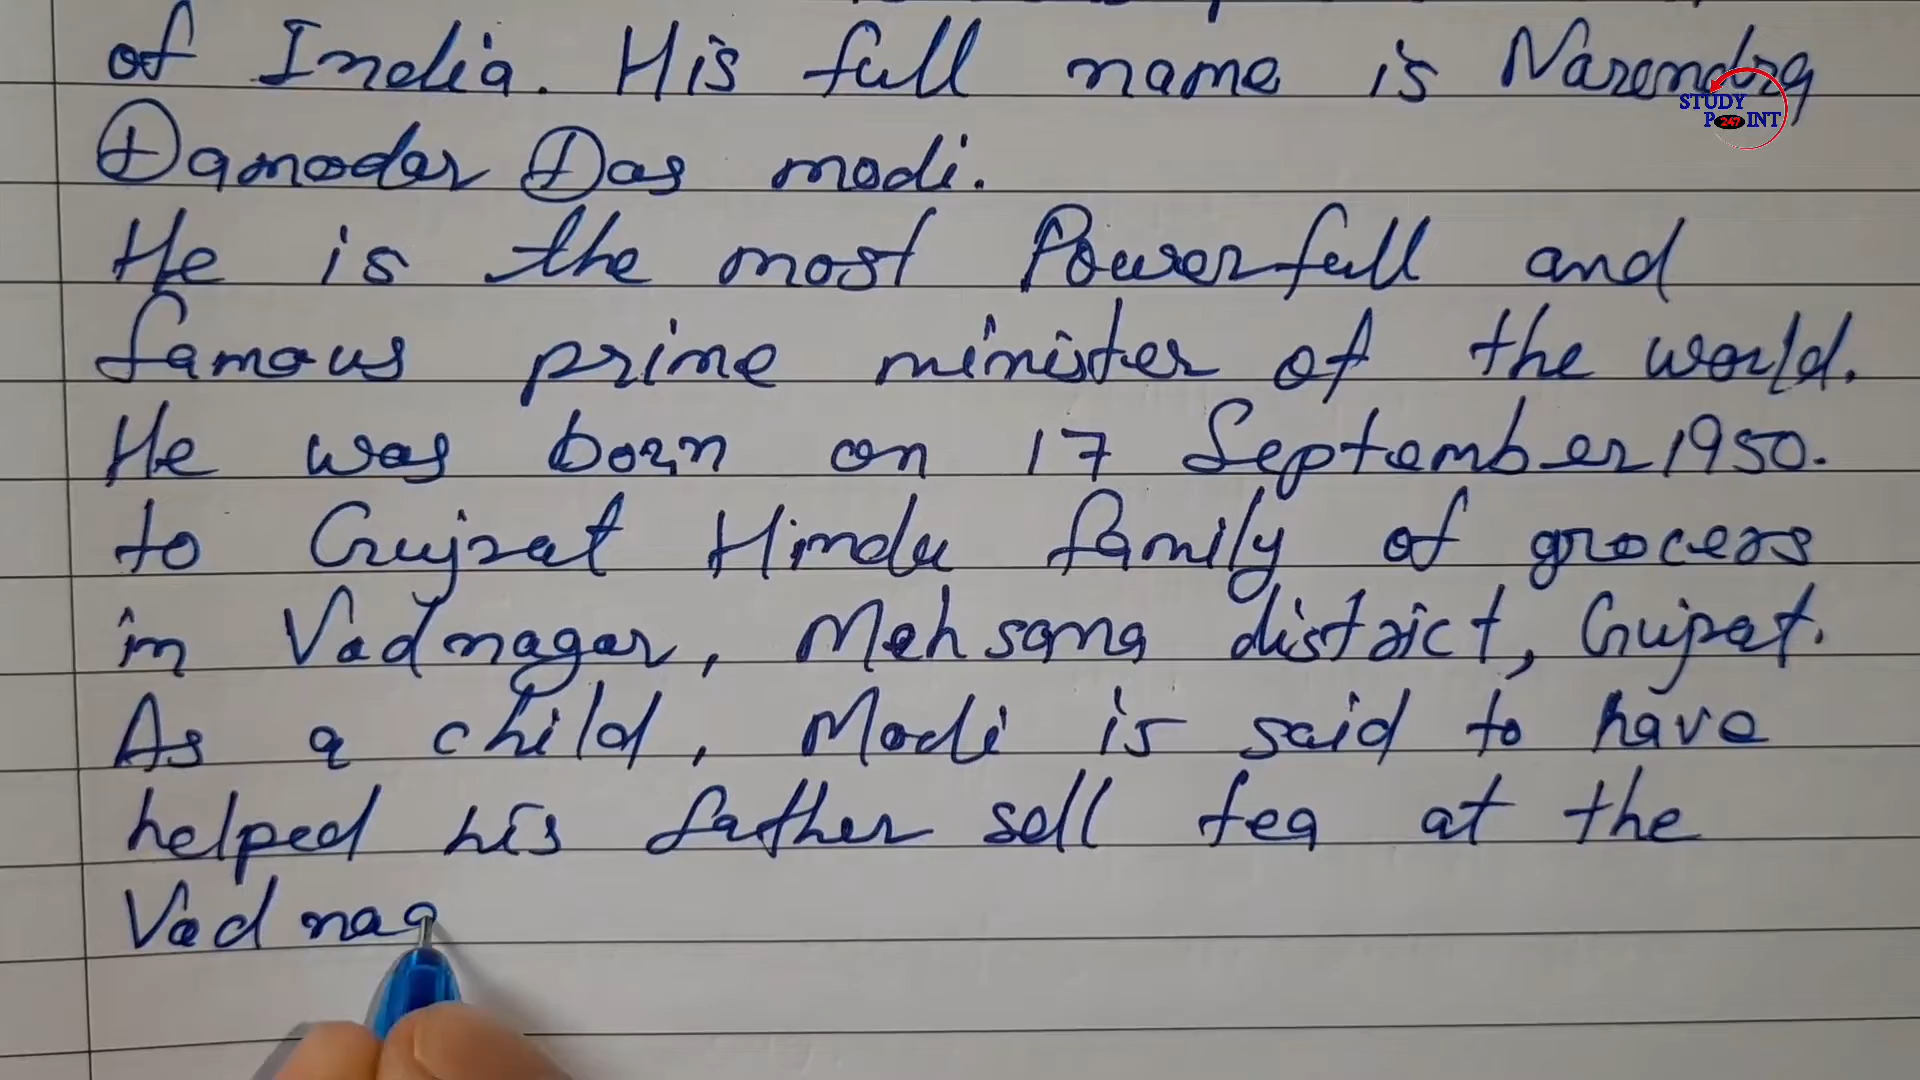 of India. His full name is Narendra
Damodar Das modi.
He is the most Powerfull and
famous prime minister of the world.
He was born on 17 September 1950.
to Gujrat Hindu family of grocers
in Vadnagar, Mehsana district, Gujrat.
As a child, Modi is said to have
helped his father sell tea at the
Vadnag
STUDY
P247INT